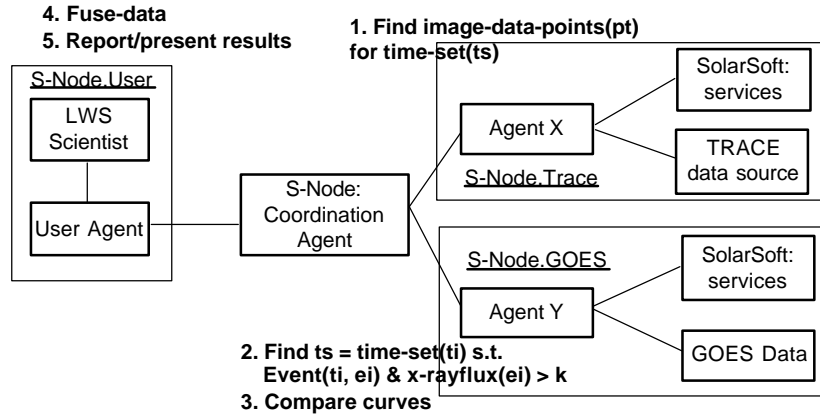 4. Fuse-data
5. Report/present results
1. Find image-data-points(pt)
for time-set(ts)
S-Node.User
LWS
Scientist
User Agent
S-Node:
Coordination
Agent
Agent X
S-Node.Trace
SolarSoft:
services
TRACE
data source
S-Node.GOES
Agent Y
SolarSoft:
services
GOES Data
2. Find ts = time-set(ti) s.t.
Event(ti, ei) & x-rayflux(ei) > k
3. Compare curves